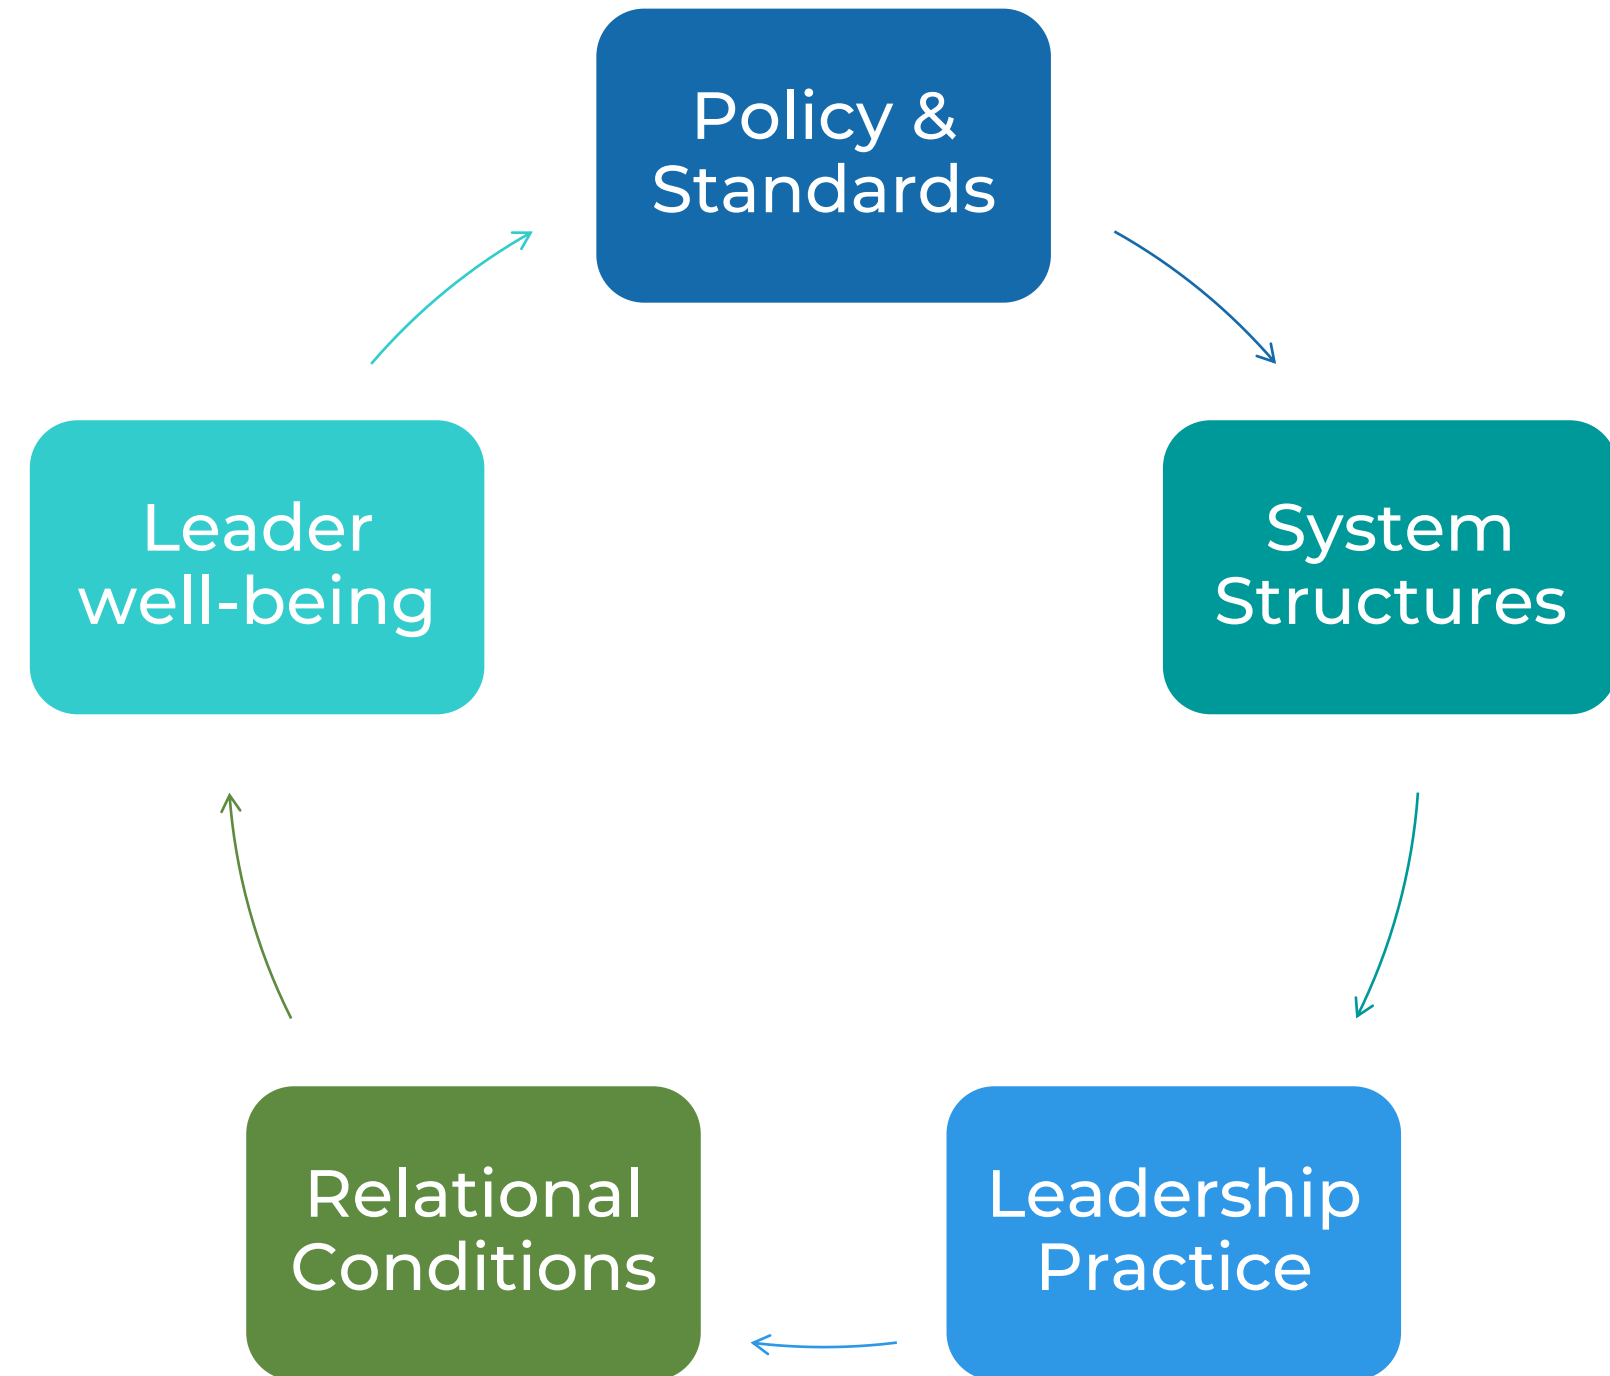 Policy &
Standards
System
Structures
Leadership
Practice
Relational
Conditions
Leader
well-being